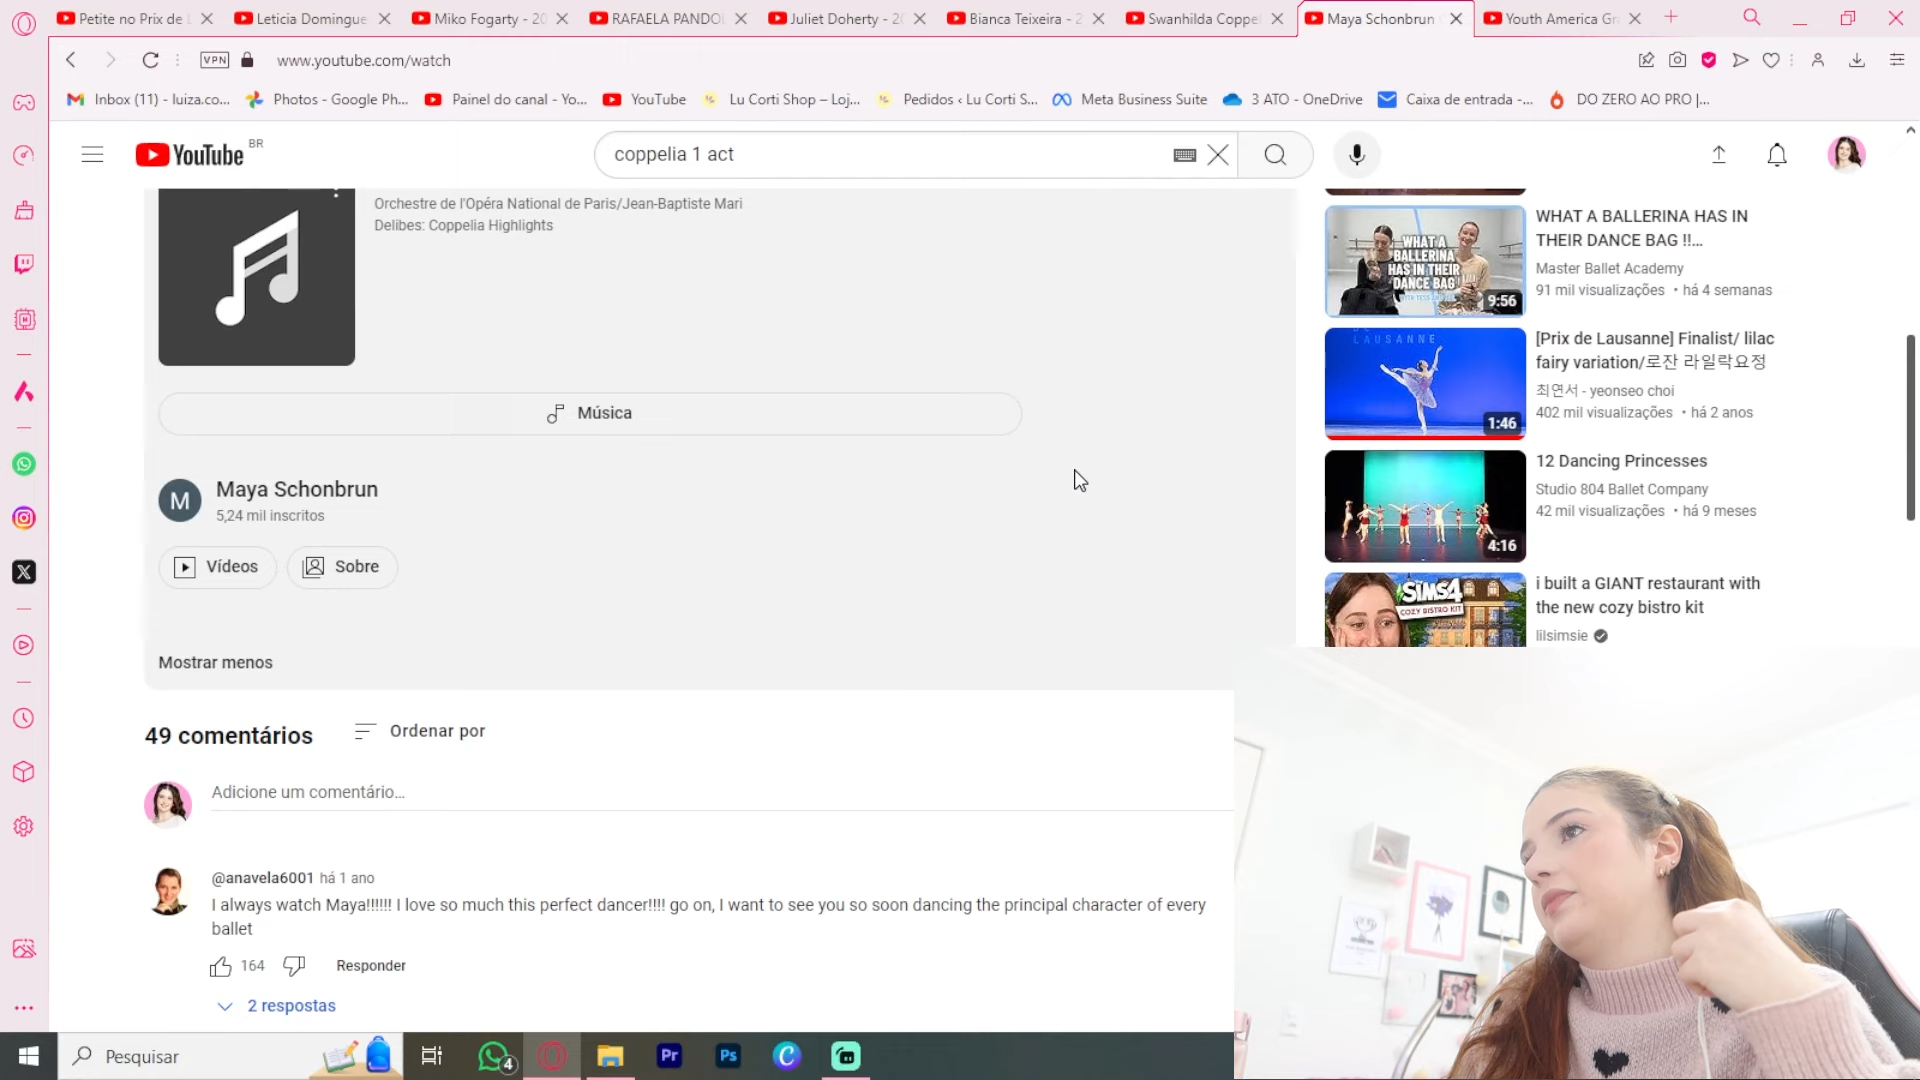 Petite no Prix de L
Leticia Domingue
Miko Fogarty - 20
RAFAELA PANDOL
Juliet Doherty - 20
Bianca Teixeira - 2
Swanhilda Coppel
Maya Schonbrun
Youth America Gr
VPN
www.youtube.com/watch
Inbox (11) - luiza.co...
Photos - Google Ph...
Painel do canal - Yo...
YouTube
Lu Corti Shop – Loj...
Pedidos ‹ Lu Corti S...
Meta Business Suite
3 ATO - OneDrive
Caixa de entrada -...
DO ZERO AO PRO |...
YouTube BR
coppelia 1 act
Orchestre de l'Opéra National de Paris/Jean-Baptiste Mari
Delibes: Coppelia Highlights
Música
M
Maya Schonbrun
5,24 mil inscritos
Vídeos
Sobre
Mostrar menos
49 comentários
Ordenar por
Adicione um comentário...
@anavela6001 há 1 ano
I always watch Maya!!!!!! I love so much this perfect dancer!!!! go on, I want to see you so soon dancing the principal character of every
ballet
164
Responder
2 respostas
WHAT A
BALLERINA
HAS IN THEIR
DANCE BAG
9:56
WHAT A BALLERINA HAS IN
THEIR DANCE BAG !!...
Master Ballet Academy
91 mil visualizações • há 4 semanas
LAUSANNE
1:46
[Prix de Lausanne] Finalist/ lilac
fairy variation/로잔 라일락요정
최연서 - yeonseo choi
402 mil visualizações • há 2 anos
4:16
12 Dancing Princesses
Studio 804 Ballet Company
42 mil visualizações • há 9 meses
SIMS4
COZY BISTRO KIT
i built a GIANT restaurant with
the new cozy bistro kit
lilsimsie
Pesquisar
4
Pr
Ps